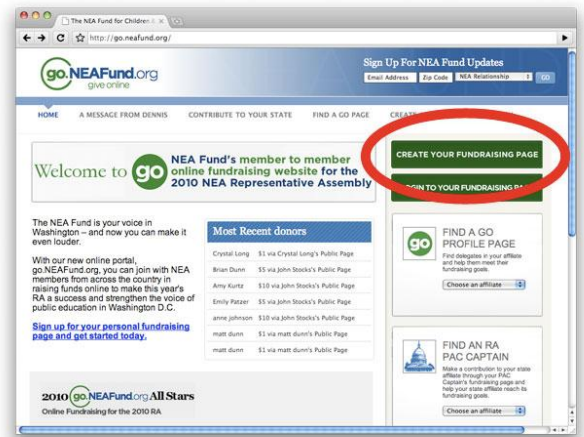 The NEA Fund for Children &
http://go.neafund.org/
go.NEAFund.org
give online
Sign Up For NEA Fund Updates
Email Address Zip Code NEA Relationship GO
HOME A MESSAGE FROM DENNIS CONTRIBUTE TO YOUR STATE FIND A GO PAGE CREATE
CREATE YOUR FUNDRAISING PAGE
LOGIN TO YOUR FUNDRAISING PAGE
Welcome to go
NEA Fund's member to member
online fundraising website for the
2010 NEA Representative Assembly
The NEA Fund is your voice in
Washington – and now you can make it
even louder.
With our new online portal,
go.NEAFund.org, you can join with NEA
members from across the country in
raising funds online to make this year's
RA a success and strengthen the voice of
public education in Washington D.C.
Sign up for your personal fundraising
page and get started today.
Most Recent donors
Crystal Long $1 via Crystal Long's Public Page
Brian Dunn $5 via John Stocks's Public Page
Amy Kurtz $10 via John Stocks's Public Page
Emily Patzer $5 via John Stocks's Public Page
anne johnson $10 via John Stocks's Public Page
matt dunn $1 via matt dunn's Public Page
matt dunn $1 via matt dunn's Public Page
go
FIND A GO
PROFILE PAGE
Find delegates in your affiliate
and help them meet their
fundraising goals.
Choose an affiliate
FIND AN RA
PAC CAPTAIN
Make a contribution to your state
affiliate through your PAC
Captain's fundraising page and
help your state affiliate reach its
fundraising goals.
Choose an affiliate
2010 go.NEAFund.org All Stars
Online Fundraising for the 2010 RA